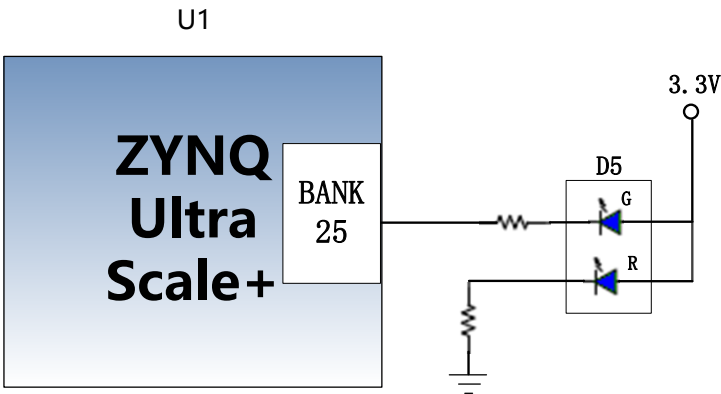 U1
3.3V
ZYNQ
Ultra
Scale+
BANK
25
D5
G
R